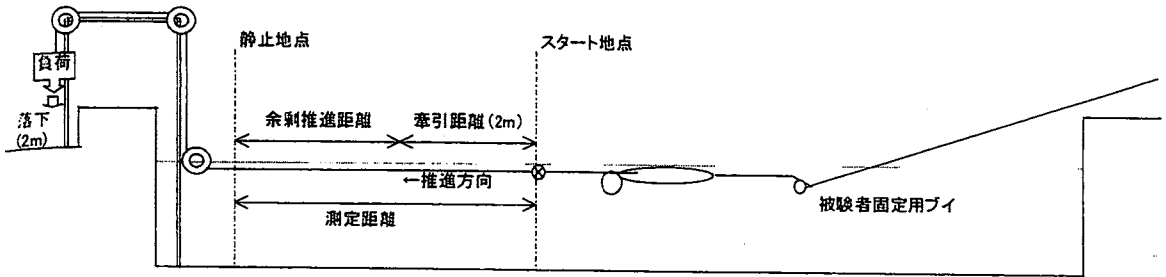 静止地点
スタート地点
負荷
落下
(2m)
余剰推進距離
牽引距離(2m)
←推進方向
測定距離
被験者固定用ブイ